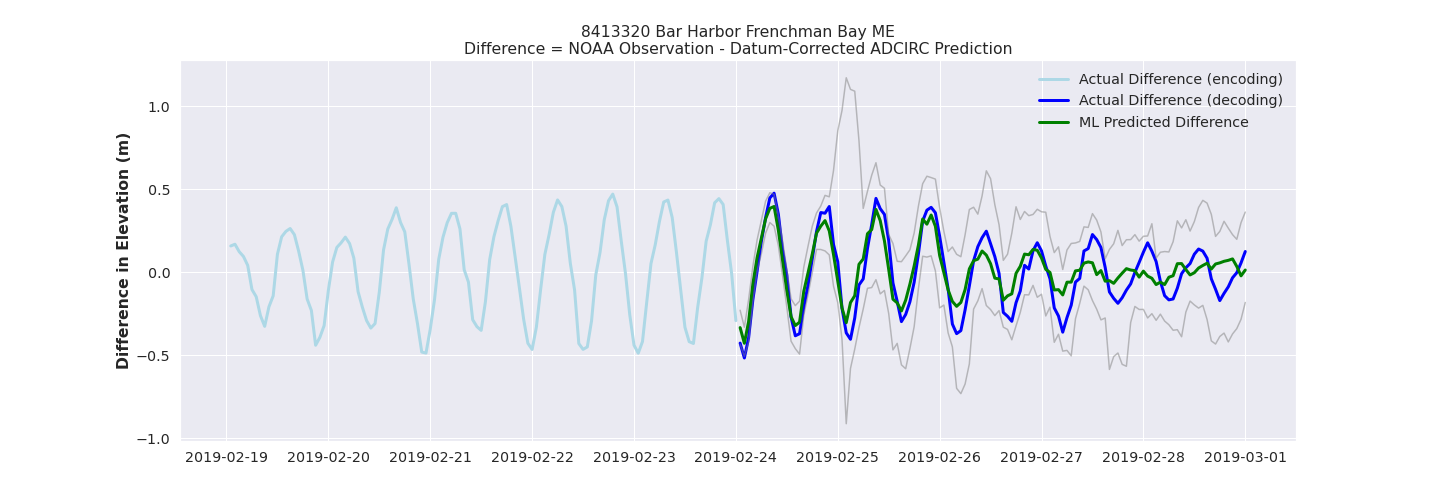 8413320 Bar Harbor Frenchman Bay ME
Difference = NOAA Observation - Datum-Corrected ADCIRC Prediction
Actual Difference (encoding)
Actual Difference (decoding)
ML Predicted Difference
Difference in Elevation (m)
1.0
0.5
0.0
−0.5
−1.0
2019-02-19 2019-02-20 2019-02-21 2019-02-22 2019-02-23 2019-02-24 2019-02-25 2019-02-26 2019-02-27 2019-02-28 2019-03-01